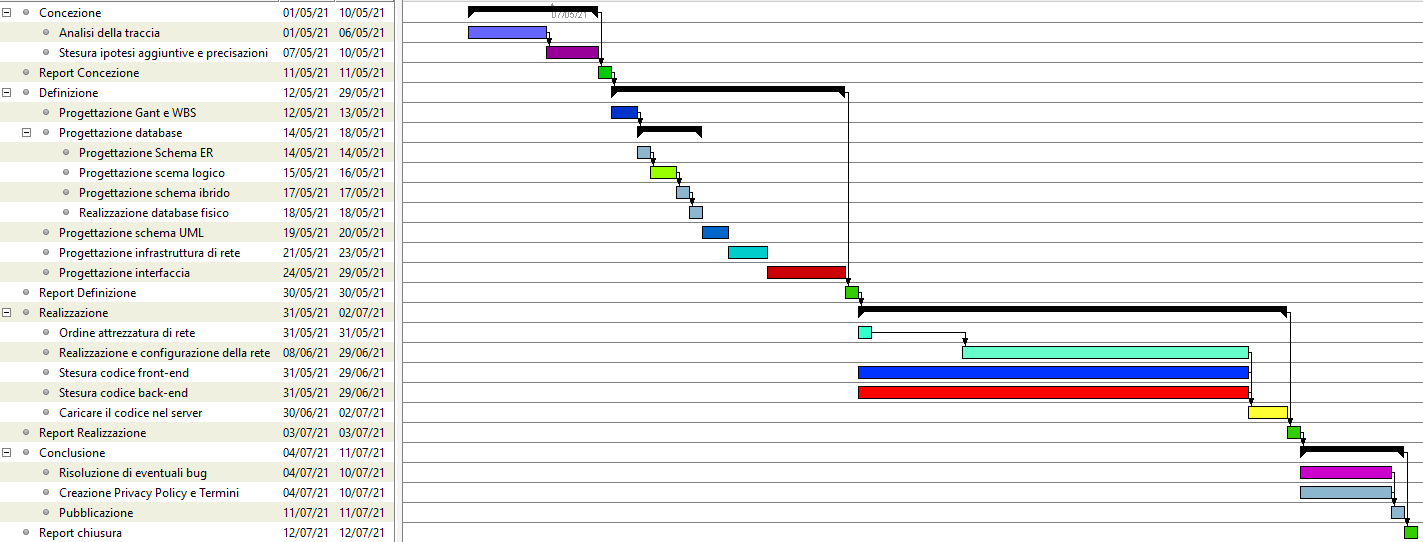 Concezione 01/05/21 10/05/21
07/05/21
Analisi della traccia 01/05/21 06/05/21
Stesura ipotesi aggiuntive e precisazioni 07/05/21 10/05/21
Report Concezione 11/05/21 11/05/21
Definizione 12/05/21 29/05/21
Progettazione Gant e WBS 12/05/21 13/05/21
Progettazione database 14/05/21 18/05/21
Progettazione Schema ER 14/05/21 14/05/21
Progettazione scema logico 15/05/21 16/05/21
Progettazione schema ibrido 17/05/21 17/05/21
Realizzazione database fisico 18/05/21 18/05/21
Progettazione schema UML 19/05/21 20/05/21
Progettazione infrastruttura di rete 21/05/21 23/05/21
Progettazione interfaccia 24/05/21 29/05/21
Report Definizione 30/05/21 30/05/21
Realizzazione 31/05/21 02/07/21
Ordine attrezzatura di rete 31/05/21 31/05/21
Realizzazione e configurazione della rete 08/06/21 29/06/21
Stesura codice front-end 31/05/21 29/06/21
Stesura codice back-end 31/05/21 29/06/21
Caricare il codice nel server 30/06/21 02/07/21
Report Realizzazione 03/07/21 03/07/21
Conclusione 04/07/21 11/07/21
Risoluzione di eventuali bug 04/07/21 10/07/21
Creazione Privacy Policy e Termini 04/07/21 10/07/21
Pubblicazione 11/07/21 11/07/21
Report chiusura 12/07/21 12/07/21